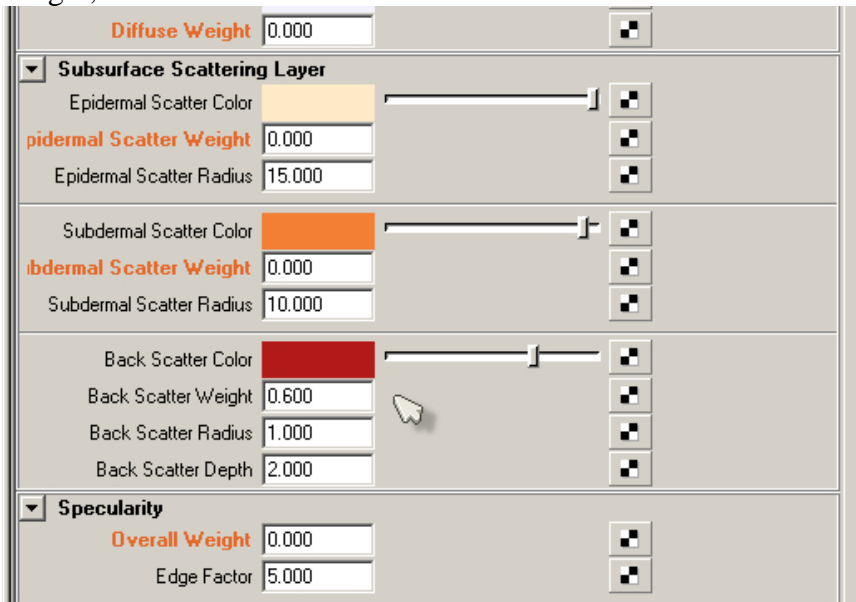 Diffuse Weight 0.000
Subsurface Scattering Layer
Epidermal Scatter Color
pidermal Scatter Weight 0.000
Epidermal Scatter Radius 15.000
Subdermal Scatter Color
bdermal Scatter Weight 0.000
Subdermal Scatter Radius 10.000
Back Scatter Color
Back Scatter Weight 0.600
Back Scatter Radius 1.000
Back Scatter Depth 2.000
Specularity
Overall Weight 0.000
Edge Factor 5.000